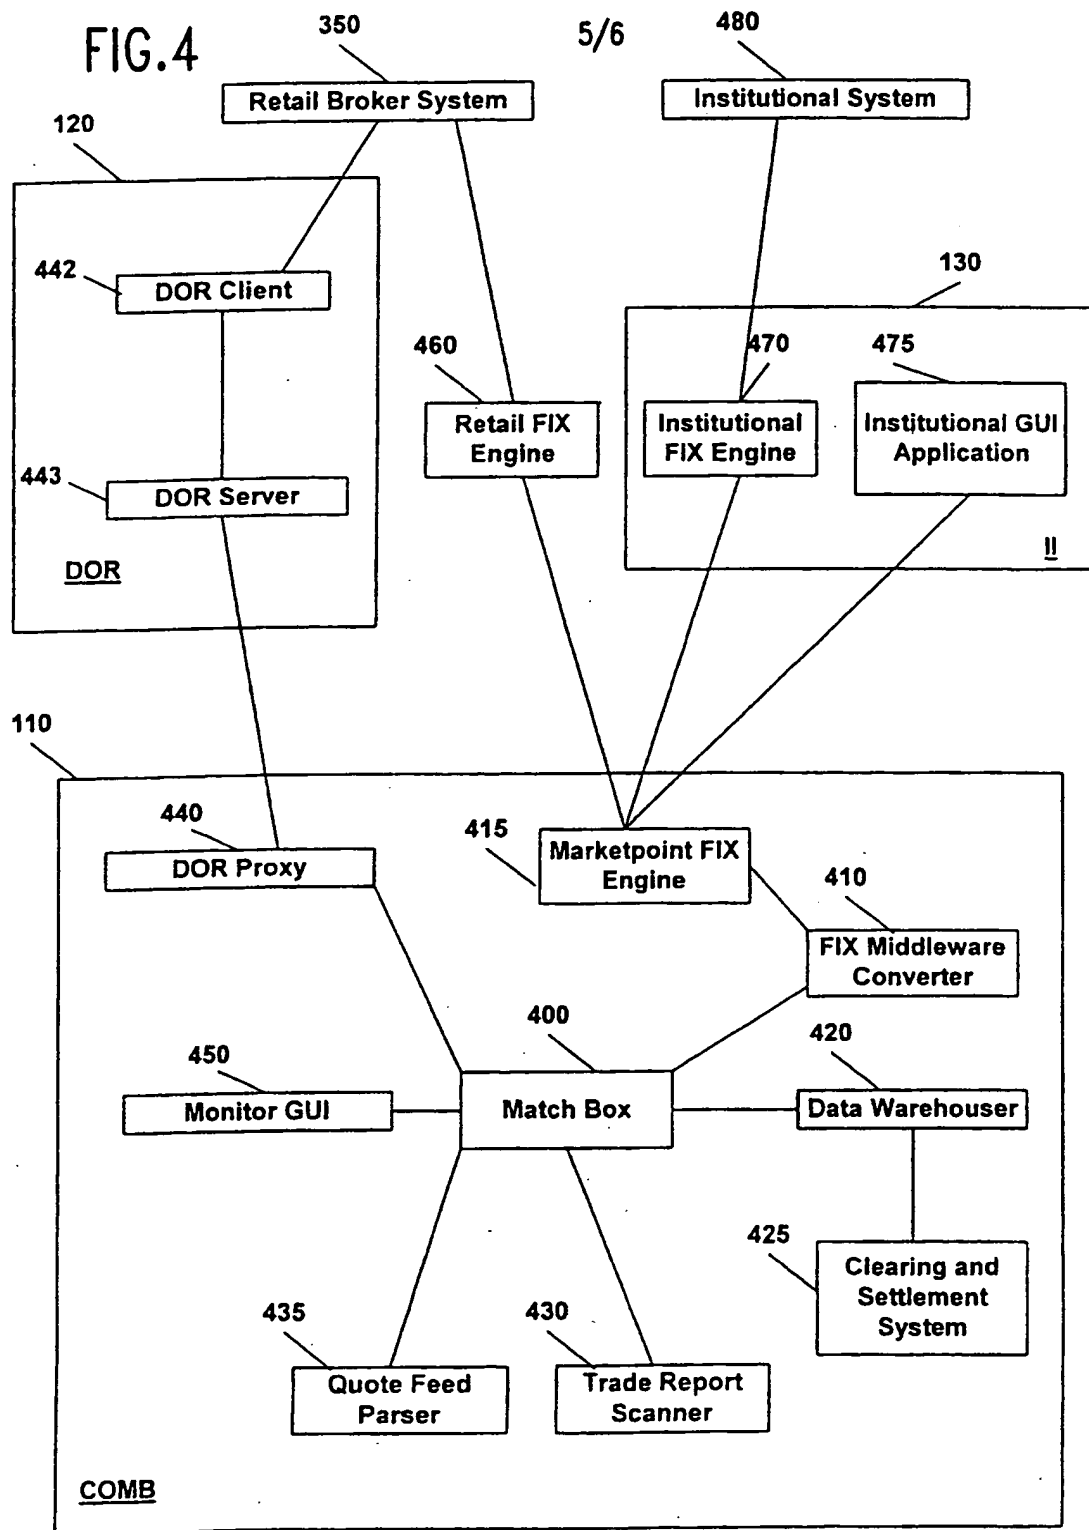 FIG.4
350
5/6
480
Retail Broker System
Institutional System
120
442
DOR Client
130
460
470
475
Retail FIX
Engine
Institutional
FIX Engine
Institutional GUI
Application
443
DOR Server
DOR
II
110
440
DOR Proxy
415
Marketpoint FIX
Engine
410
FIX Middleware
Converter
400
Match Box
450
Monitor GUI
420
Data Warehouser
425
Clearing and
Settlement
System
435
Quote Feed
Parser
430
Trade Report
Scanner
COMB